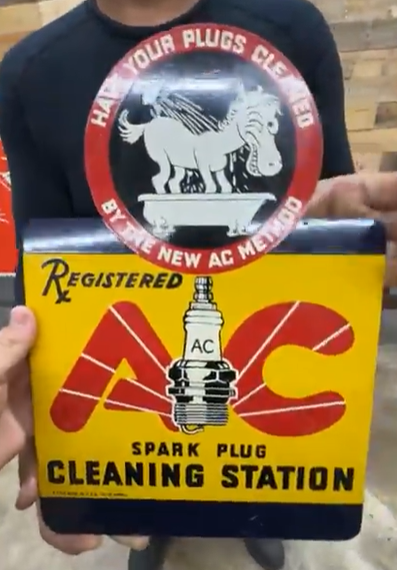 HAVE YOUR PLUGS CLEANED
BY THE NEW AC METHOD
Rx REGISTERED
AC
AC
SPARK PLUG
CLEANING STATION